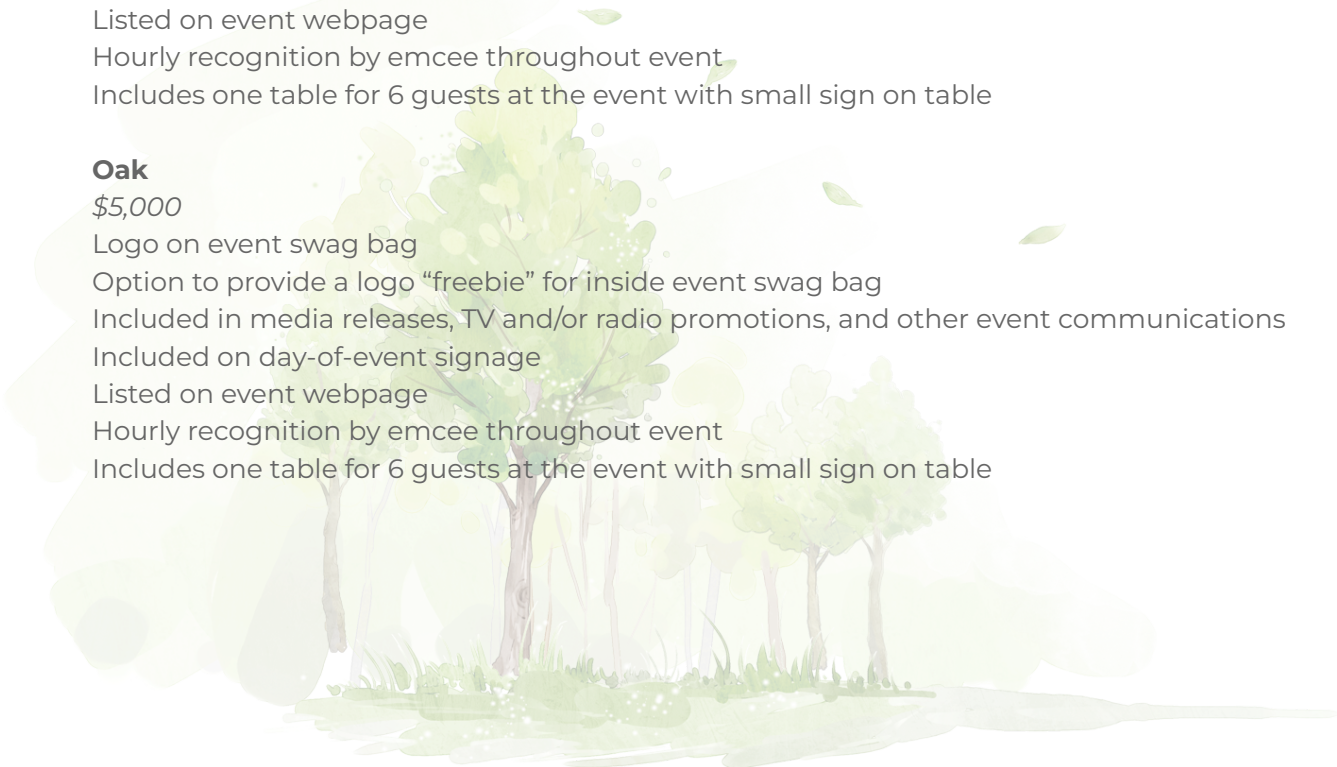 Listed on event webpage
Hourly recognition by emcee throughout event
Includes one table for 6 guests at the event with small sign on table
Oak
$5,000
Logo on event swag bag
Option to provide a logo “freebie” for inside event swag bag
Included in media releases, TV and/or radio promotions, and other event communications
Included on day-of-event signage
Listed on event webpage
Hourly recognition by emcee throughout event
Includes one table for 6 guests at the event with small sign on table